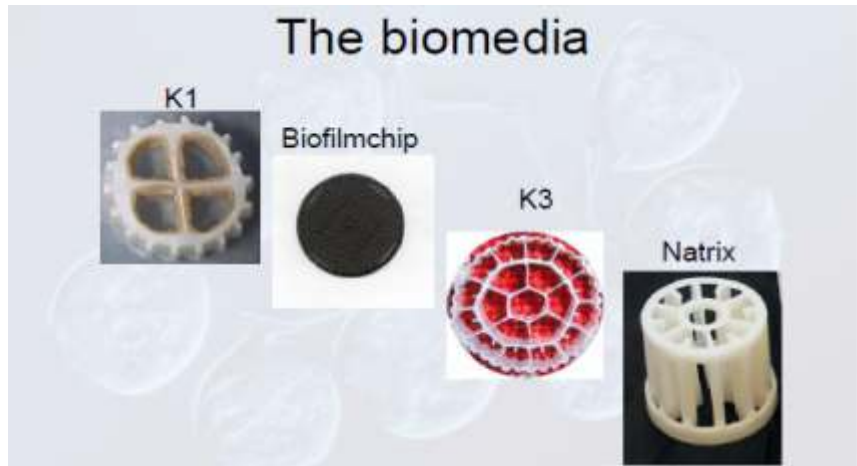 The biomedia
K1
Biofilmchip
K3
Natrix